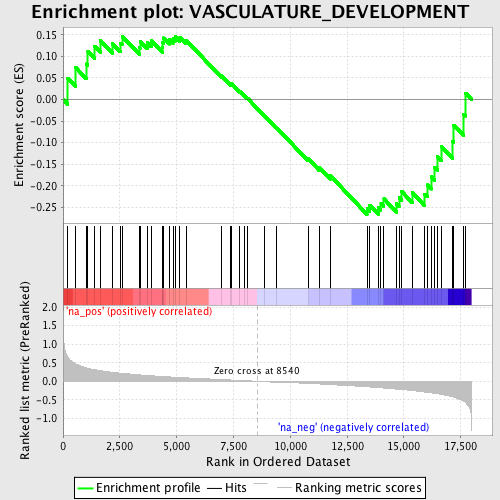 Enrichment plot: VASCULATURE_DEVELOPMENT
Enrichment score (ES)
0.15
0.10
0.05
0.00
-0.05
-0.10
-0.15
-0.20
-0.25
'na_pos' (positively correlated)
Ranked list metric (PreRanked)
2.0
1.5
1.0
0.5
0.0
-0.5
-1.0
Zero cross at 8540
'na_neg' (negatively correlated)
0
2,500
5,000
7,500
10,000
12,500
15,000
17,500
Rank in Ordered Dataset
Enrichment profile
Hits
Ranking metric scores